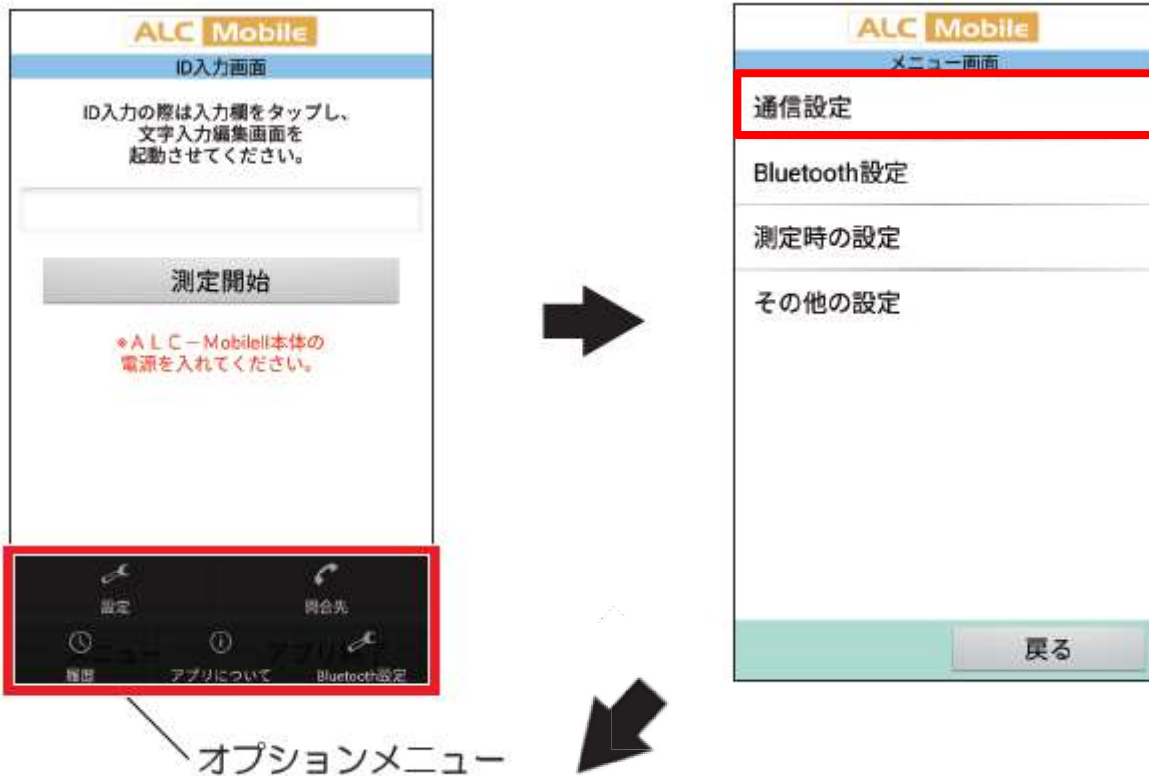 ALC Mobile
ID入力画面
ID入力の際は入力欄をタップし、
文字入力編集画面を
起動させてください。
測定開始
※ＡＬＣ－MobileII本体の
電源を入れてください。
設定
問合先
履歴
アプリについて
Bluetooth設定
オプションメニュー
ALC Mobile
メニュー画面
通信設定
Bluetooth設定
測定時の設定
その他の設定
戻る